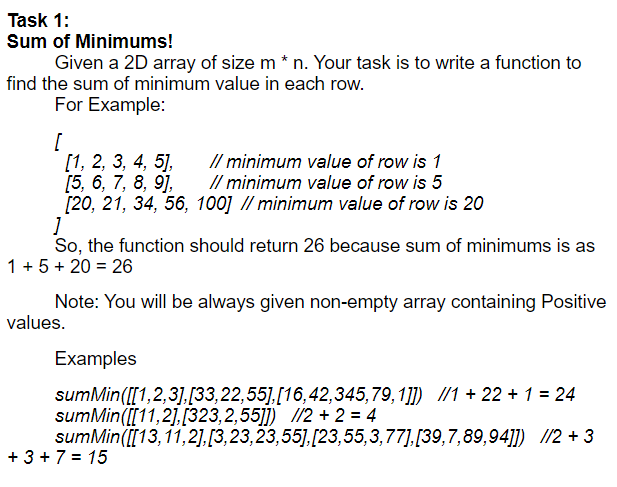 Task 1:
Sum of Minimums!
Given a 2D array of size m * n. Your task is to write a function to
find the sum of minimum value in each row.
For Example:
[
[1, 2, 3, 4, 5], // minimum value of row is 1
[5, 6, 7, 8, 9], // minimum value of row is 5
[20, 21, 34, 56, 100] // minimum value of row is 20
]
So, the function should return 26 because sum of minimums is as
1 + 5 + 20 = 26
Note: You will be always given non-empty array containing Positive
values.
Examples
sumMin([[1,2,3],[33,22,55],[16,42,345,79,1]]) //1 + 22 + 1 = 24
sumMin([[11,2],[323,2,55]]) //2 + 2 = 4
sumMin([[13,11,2],[3,23,23,55],[23,55,3,77],[39,7,89,94]]) //2 + 3
+ 3 + 7 = 15